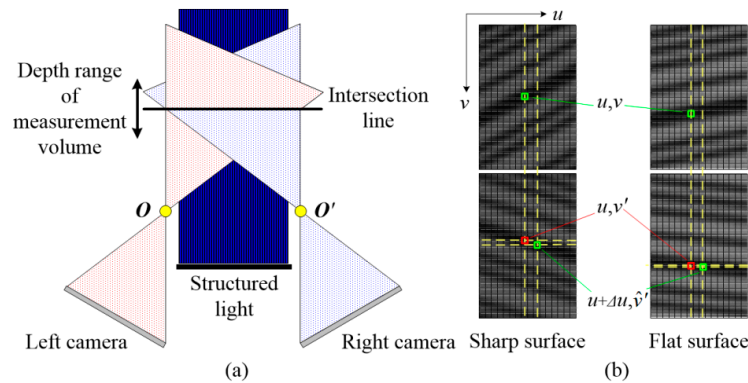 Depth range
of
measurement
volume
Intersection
line
O
O'
Structured
light
Left camera
Right camera
(a)
u
v
u,v
u,v'
u+Δu,v̂'
Sharp surface
Flat surface
(b)